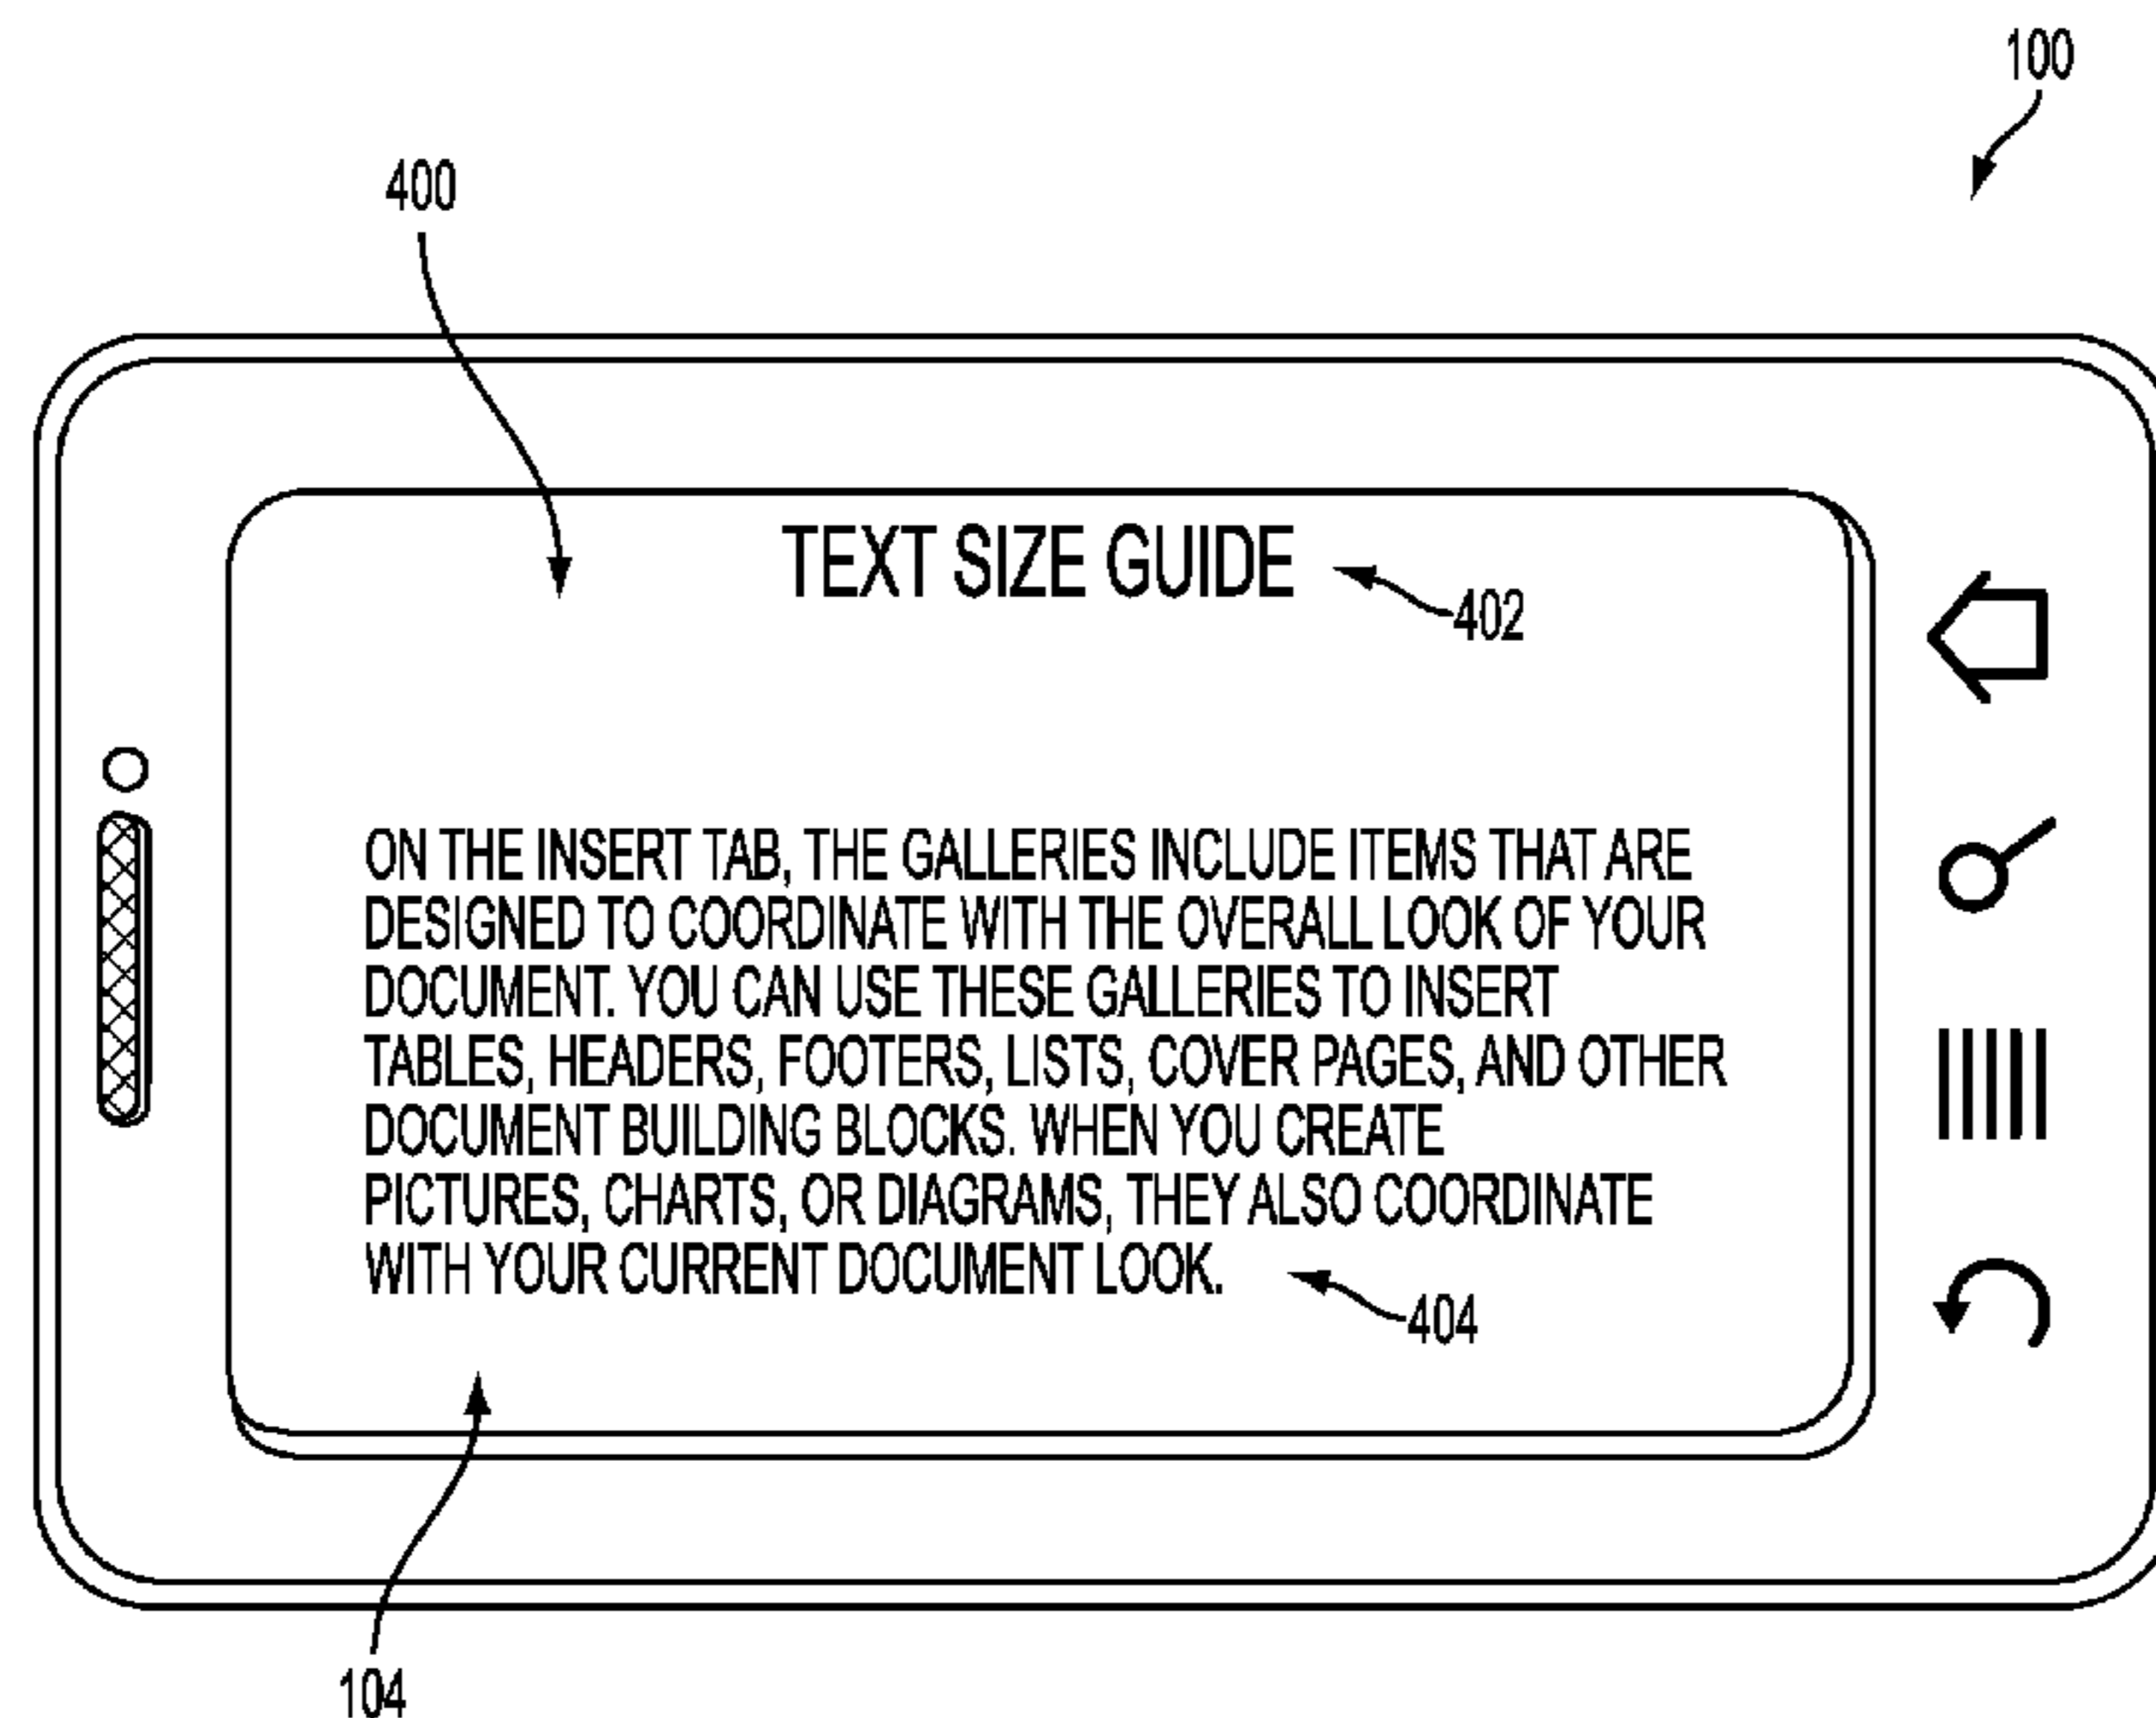 100
400
TEXT SIZE GUIDE
402
ON THE INSERT TAB, THE GALLERIES INCLUDE ITEMS THAT ARE
DESIGNED TO COORDINATE WITH THE OVERALL LOOK OF YOUR
DOCUMENT. YOU CAN USE THESE GALLERIES TO INSERT
TABLES, HEADERS, FOOTERS, LISTS, COVER PAGES, AND OTHER
DOCUMENT BUILDING BLOCKS. WHEN YOU CREATE
PICTURES, CHARTS, OR DIAGRAMS, THEY ALSO COORDINATE
WITH YOUR CURRENT DOCUMENT LOOK.
404
104